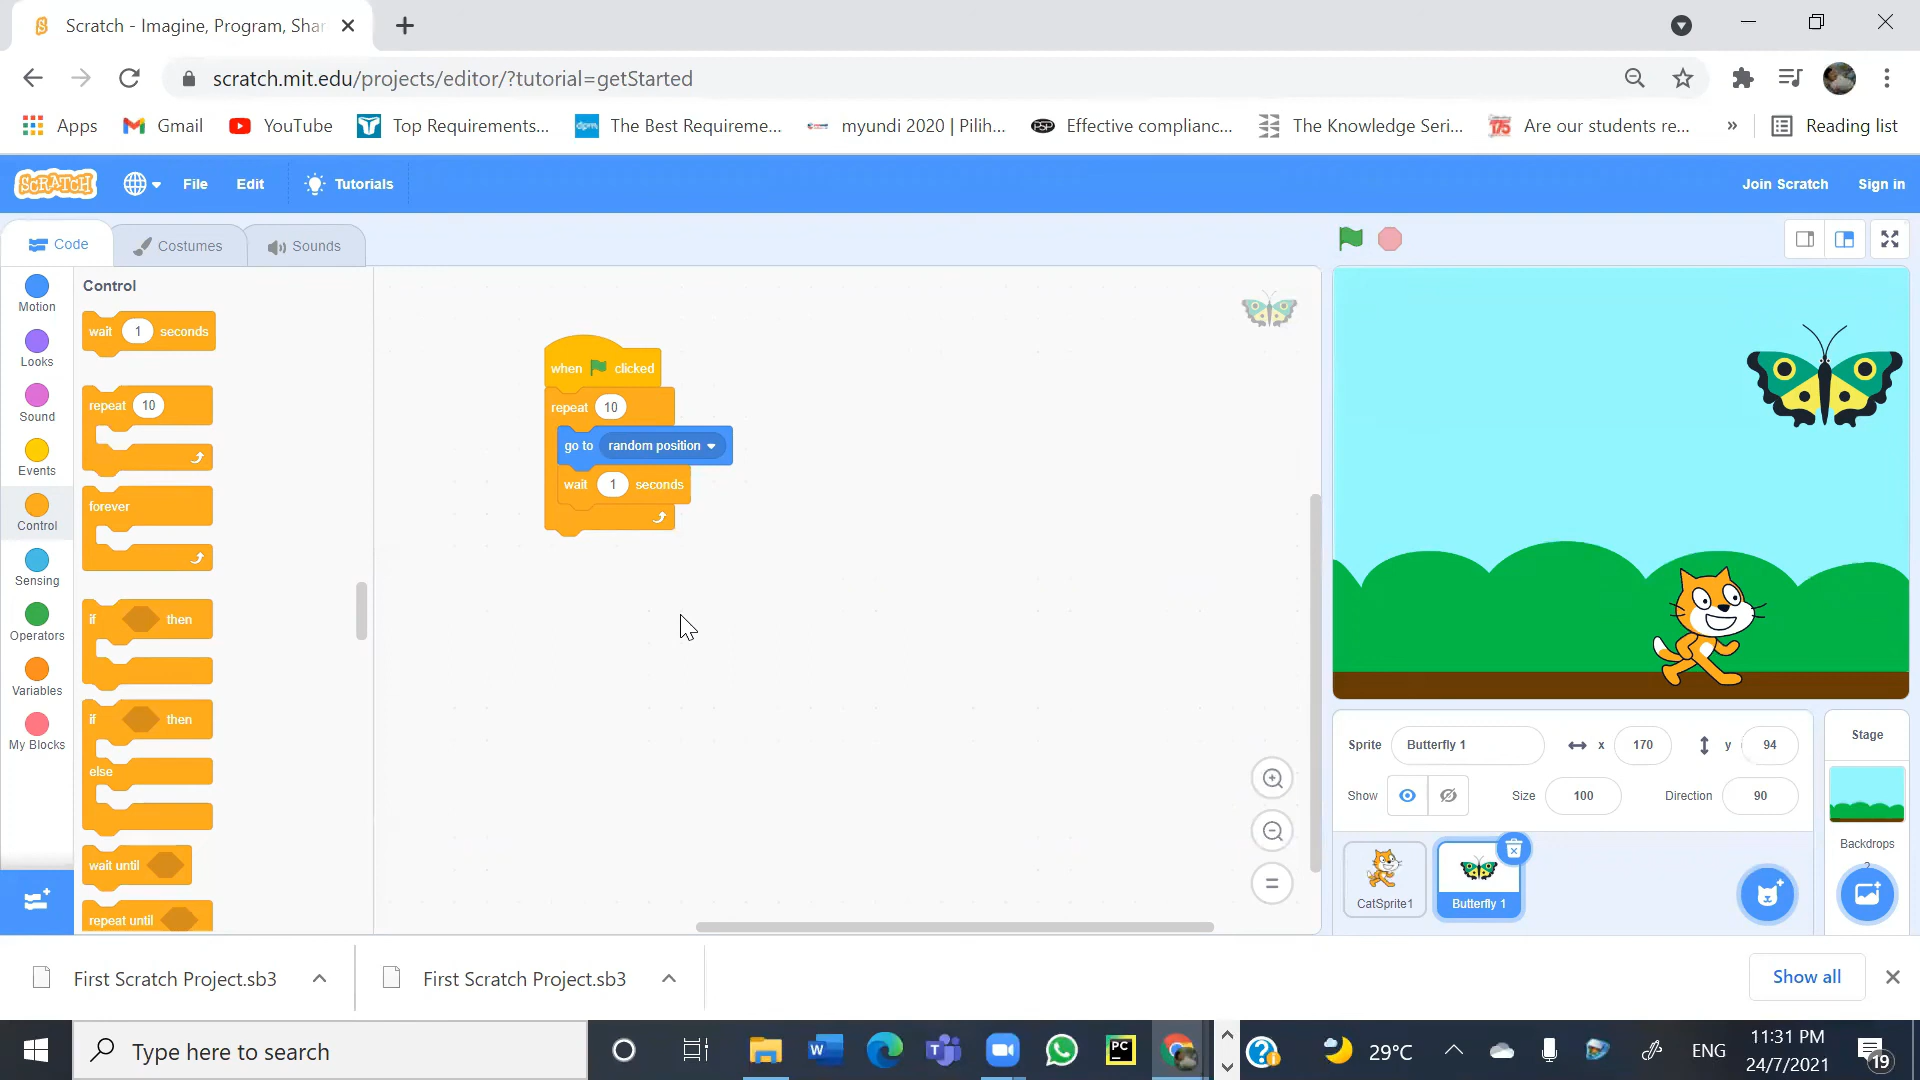 Scratch - Imagine, Program, Shar
scratch.mit.edu/projects/editor/?tutorial=getStarted
Apps Gmail YouTube Top Requirements... The Best Requireme... myundi 2020 | Pilih... PSP Effective complianc... The Knowledge Seri... 175 Are our students re... » Reading list
SCRATCH File Edit Tutorials Join Scratch Sign in
Code Costumes Sounds
Motion
Looks
Sound
Events
Control
Sensing
Operators
Variables
My Blocks
Control
wait 1 seconds
repeat 10
forever
if then
if then
else
wait until
repeat until
when clicked
repeat 10
go to random position
wait 1 seconds
Sprite Butterfly 1 x 170 y 94
Show Size 100 Direction 90
CatSprite1 Butterfly 1
Stage
Backdrops
2
First Scratch Project.sb3 First Scratch Project.sb3 Show all
Type here to search
29°C ENG 11:31 PM
24/7/2021
19